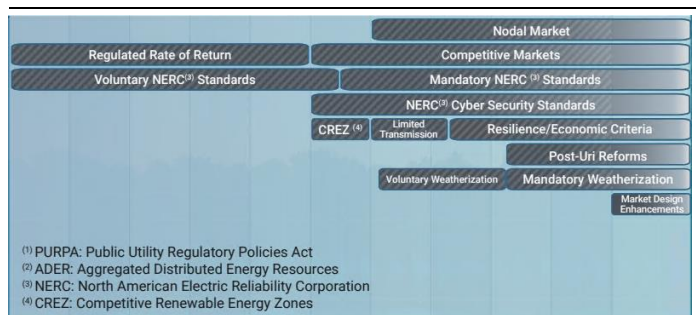 Nodal Market
Regulated Rate of Return
Competitive Markets
Voluntary NERC(3) Standards
Mandatory NERC (3) Standards
NERC(3) Cyber Security Standards
CREZ (4)
Limited
Transmission
Resilience/Economic Criteria
Post-Uri Reforms
Voluntary Weatherization
Mandatory Weatherization
Market Design
Enhancements
(1) PURPA: Public Utility Regulatory Policies Act
(2) ADER: Aggregated Distributed Energy Resources
(3) NERC: North American Electric Reliability Corporation
(4) CREZ: Competitive Renewable Energy Zones